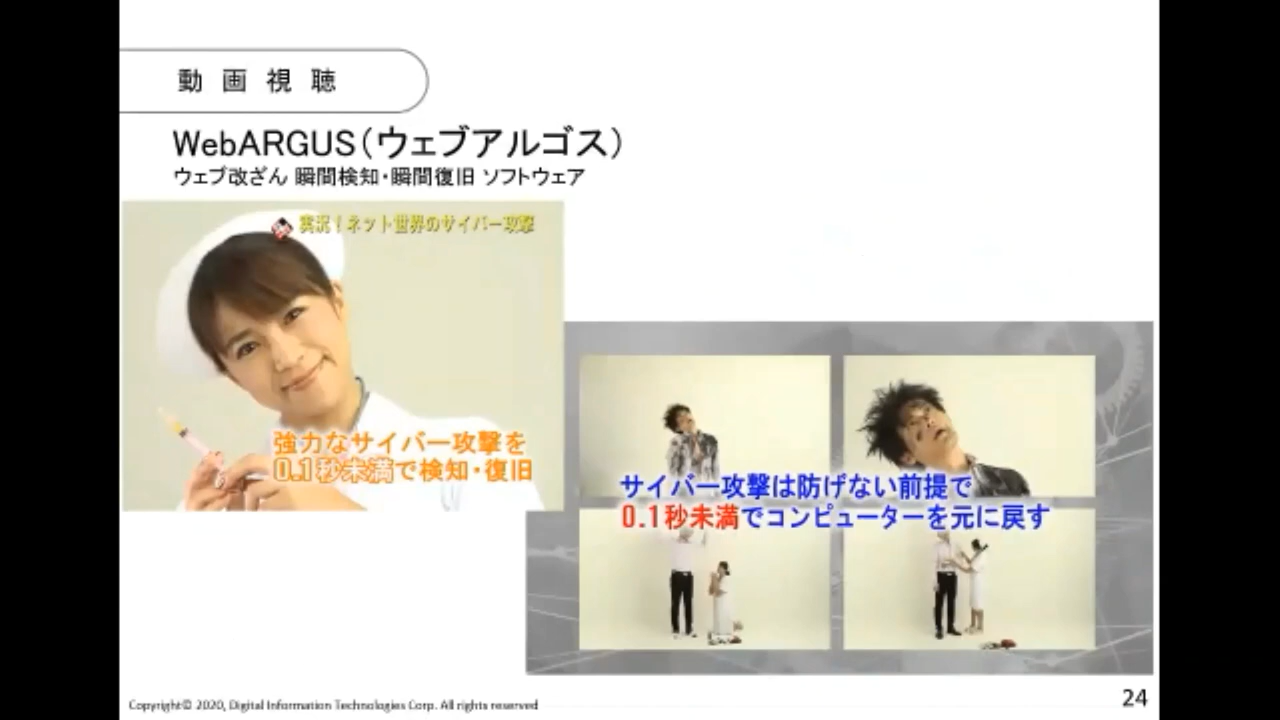 動画視聴
WebARGUS（ウェブアルゴス）
ウェブ改ざん 瞬間検知・瞬間復旧 ソフトウェア
実況！ネット世界のサイバー攻撃
強力なサイバー攻撃を
0.1秒未満で検知・復旧
サイバー攻撃は防げない前提で
0.1秒未満でコンピューターを元に戻す
Copyright© 2020, Digital Information Technologies Corp. All rights reserved
24